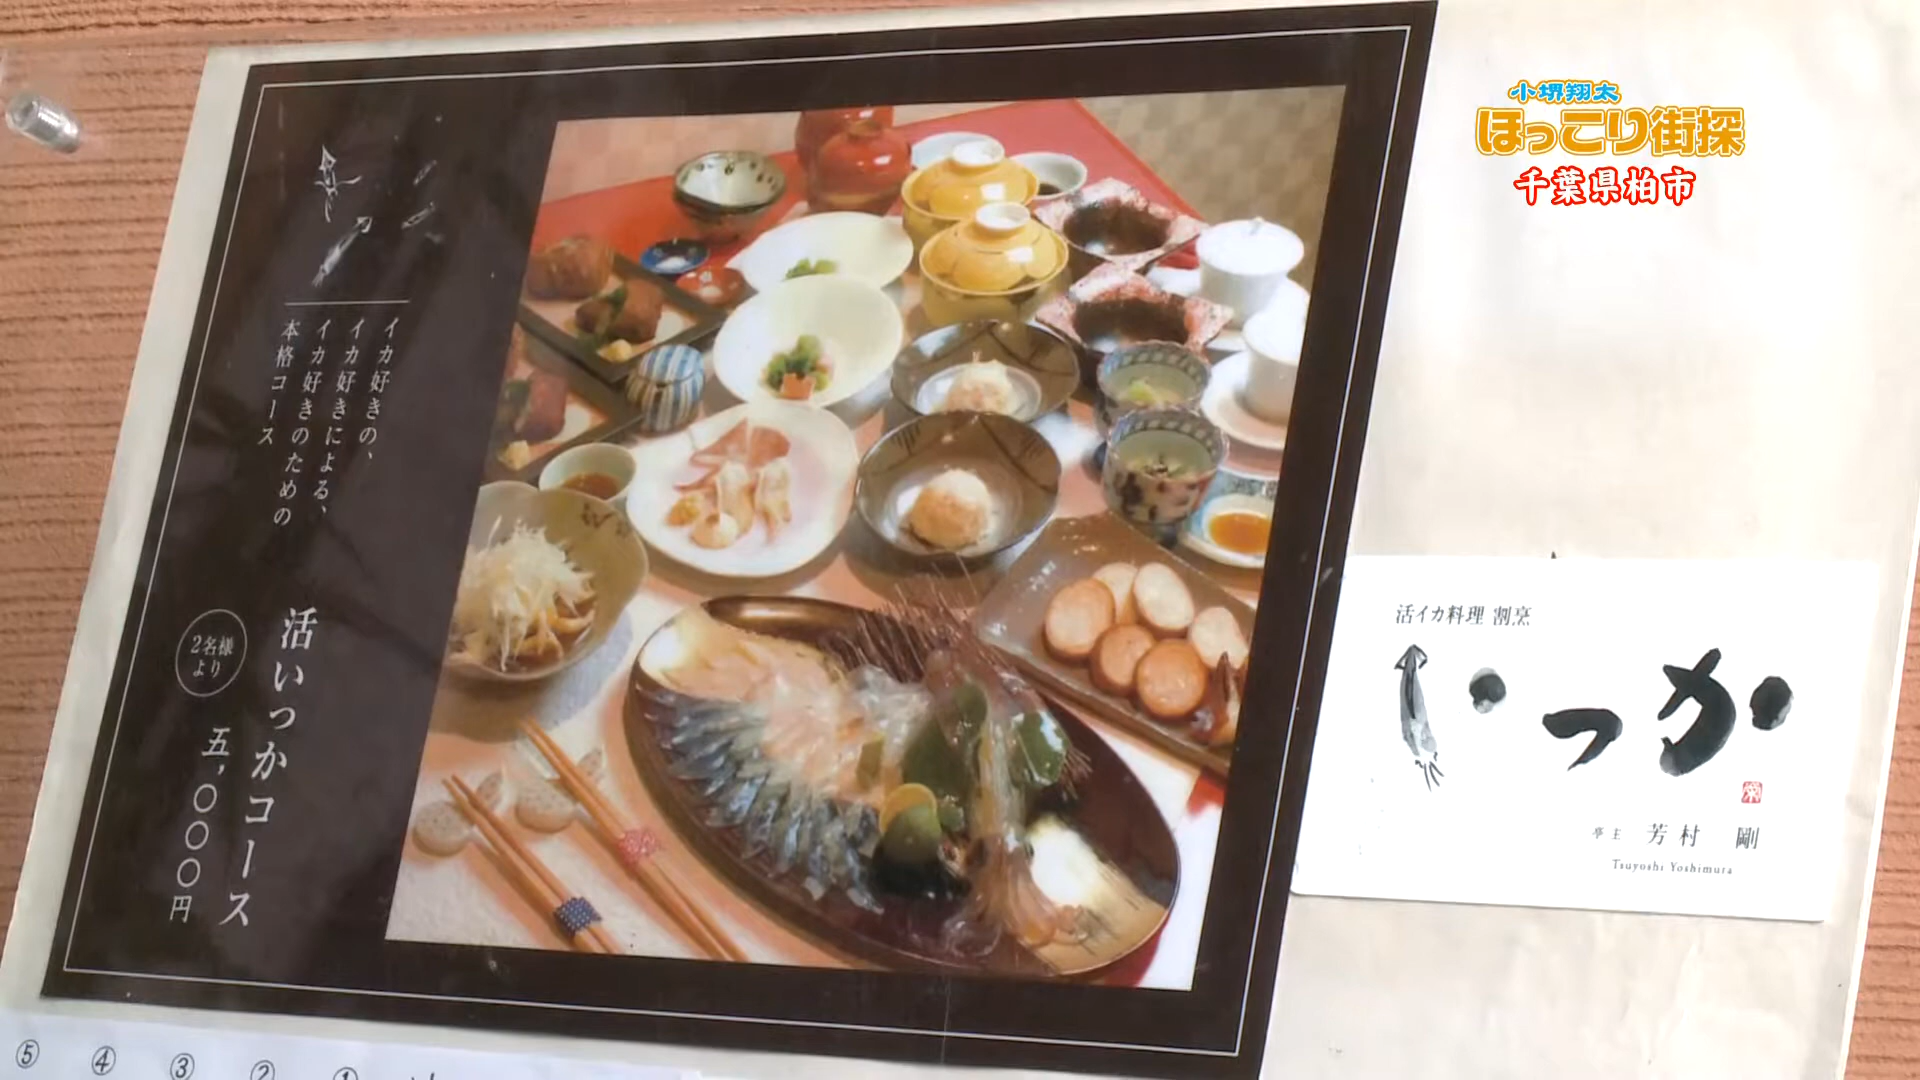 小堺翔太
ほっこり街探
千葉県柏市
イカ好きの、
イカ好きによる、
イカ好きのための
本格コース
活いっかコース
2名様
より
五,〇〇〇円
活イカ料理 割烹
いっか
亭主 芳村 剛
Tsuyoshi Yoshimura
⑤ ④ ③ ② ①